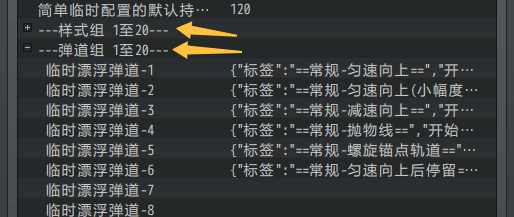 简单临时配置的默认持… 120
---样式组 1至20---
---弹道组 1至20---
临时漂浮弹道-1 {"标签":"==常规-匀速向上==","开…
临时漂浮弹道-2 {"标签":"==常规-匀速向上(小幅度…
临时漂浮弹道-3 {"标签":"==常规-减速向上==","开…
临时漂浮弹道-4 {"标签":"==常规-抛物线==","开始…
临时漂浮弹道-5 {"标签":"==常规-螺旋锚点轨道=="…
临时漂浮弹道-6 {"标签":"==常规-匀速向上后停留=…
临时漂浮弹道-7
临时漂浮弹道-8